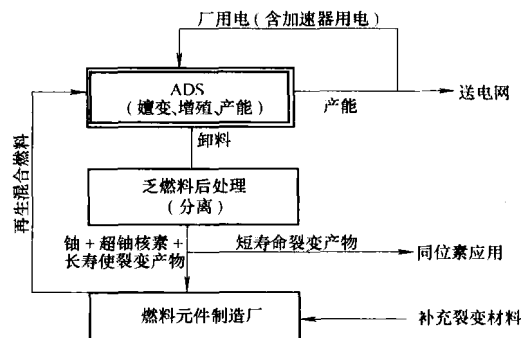 厂用电(含加速器用电)
ADS
(嬗变、增殖、产能)
产能
送电网
卸料
再生混合燃料
乏燃料后处理
(分离)
铀+超铀核素+
长寿使裂变产物
短寿命裂变产物
同位素应用
燃料元件制造厂
补充裂变材料